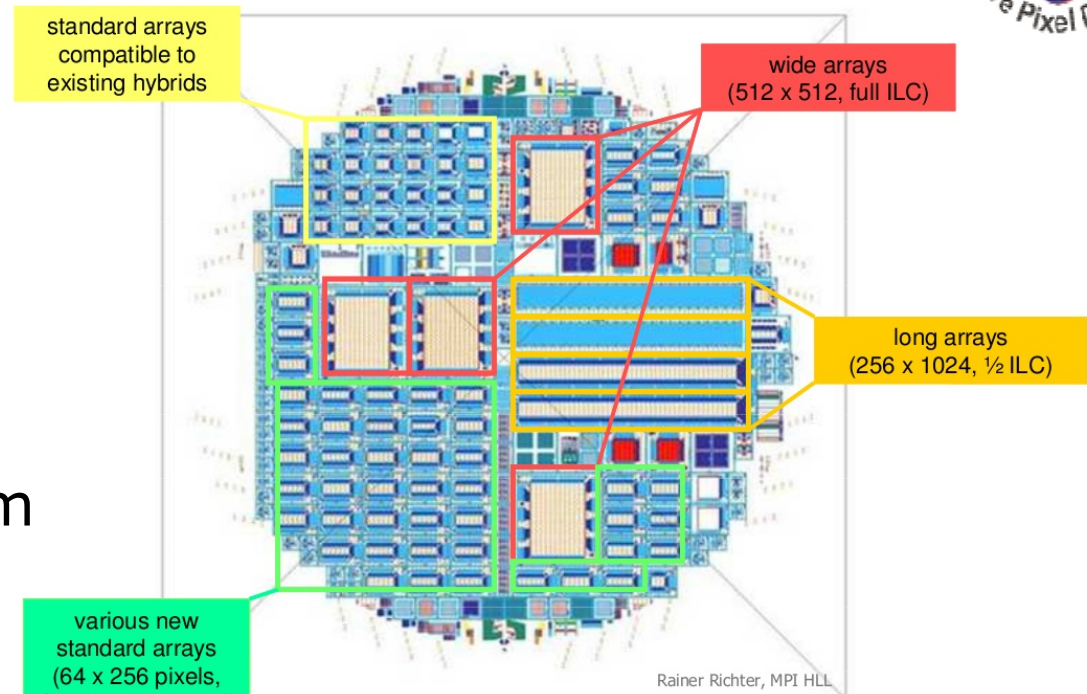 standard arrays
compatible to
existing hybrids
e Pixel
wide arrays
(512 x 512, full ILC)
long arrays
(256 x 1024, ½ ILC)
m
various new
standard arrays
(64 x 256 pixels,
Rainer Richter, MPI HLL